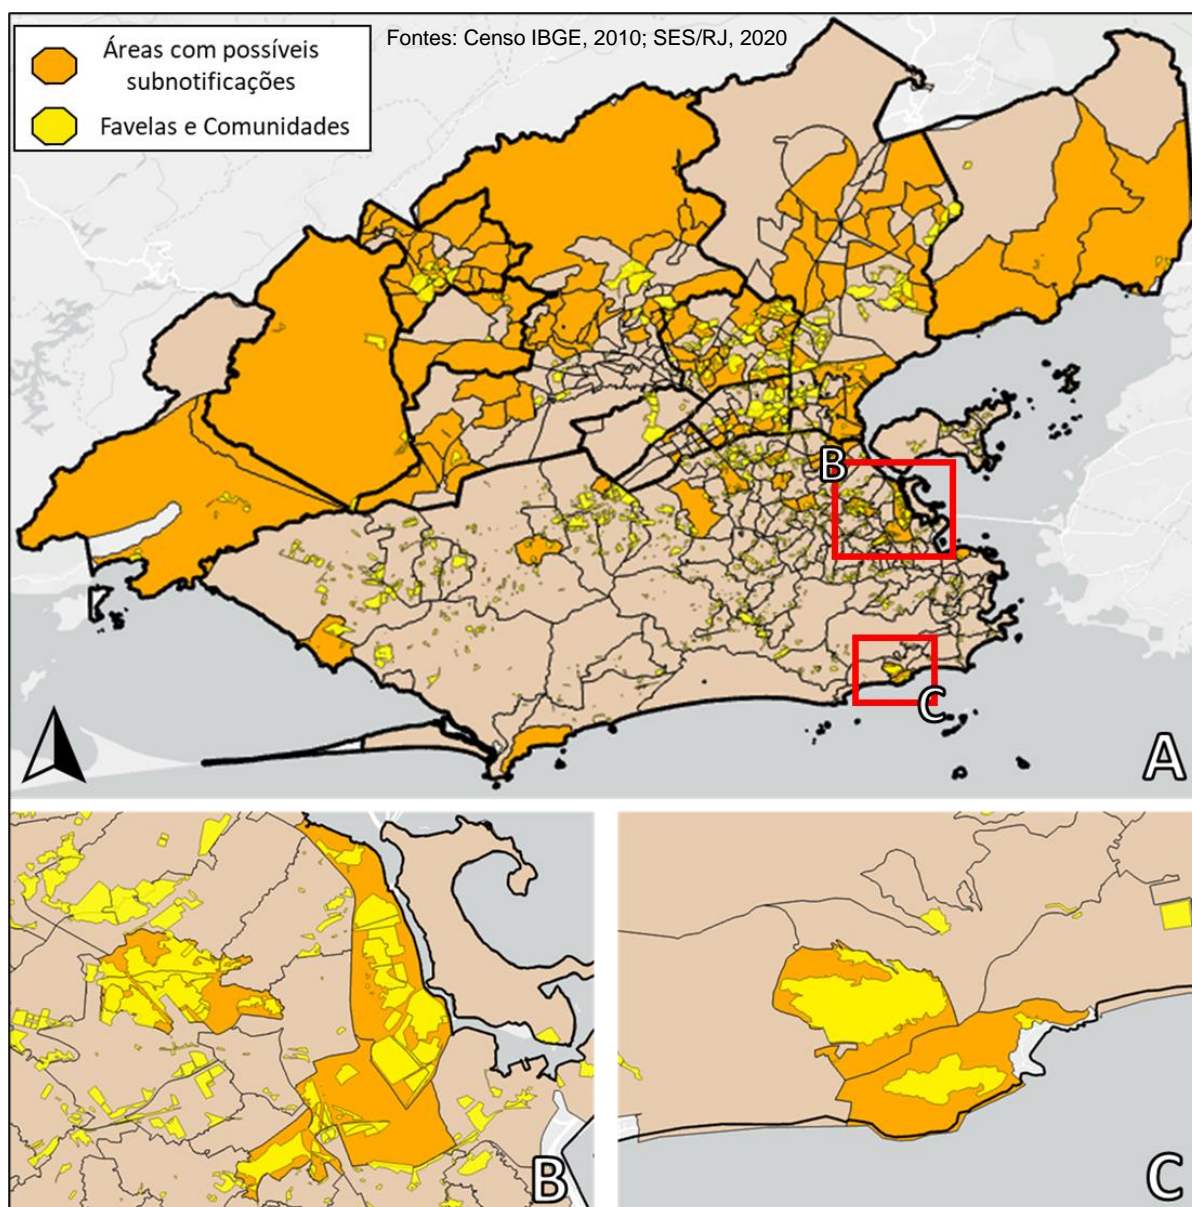 Fontes: Censo IBGE, 2010; SES/RJ, 2020
Áreas com possíveis
subnotificações
Favelas e Comunidades
B
C
A
B
C